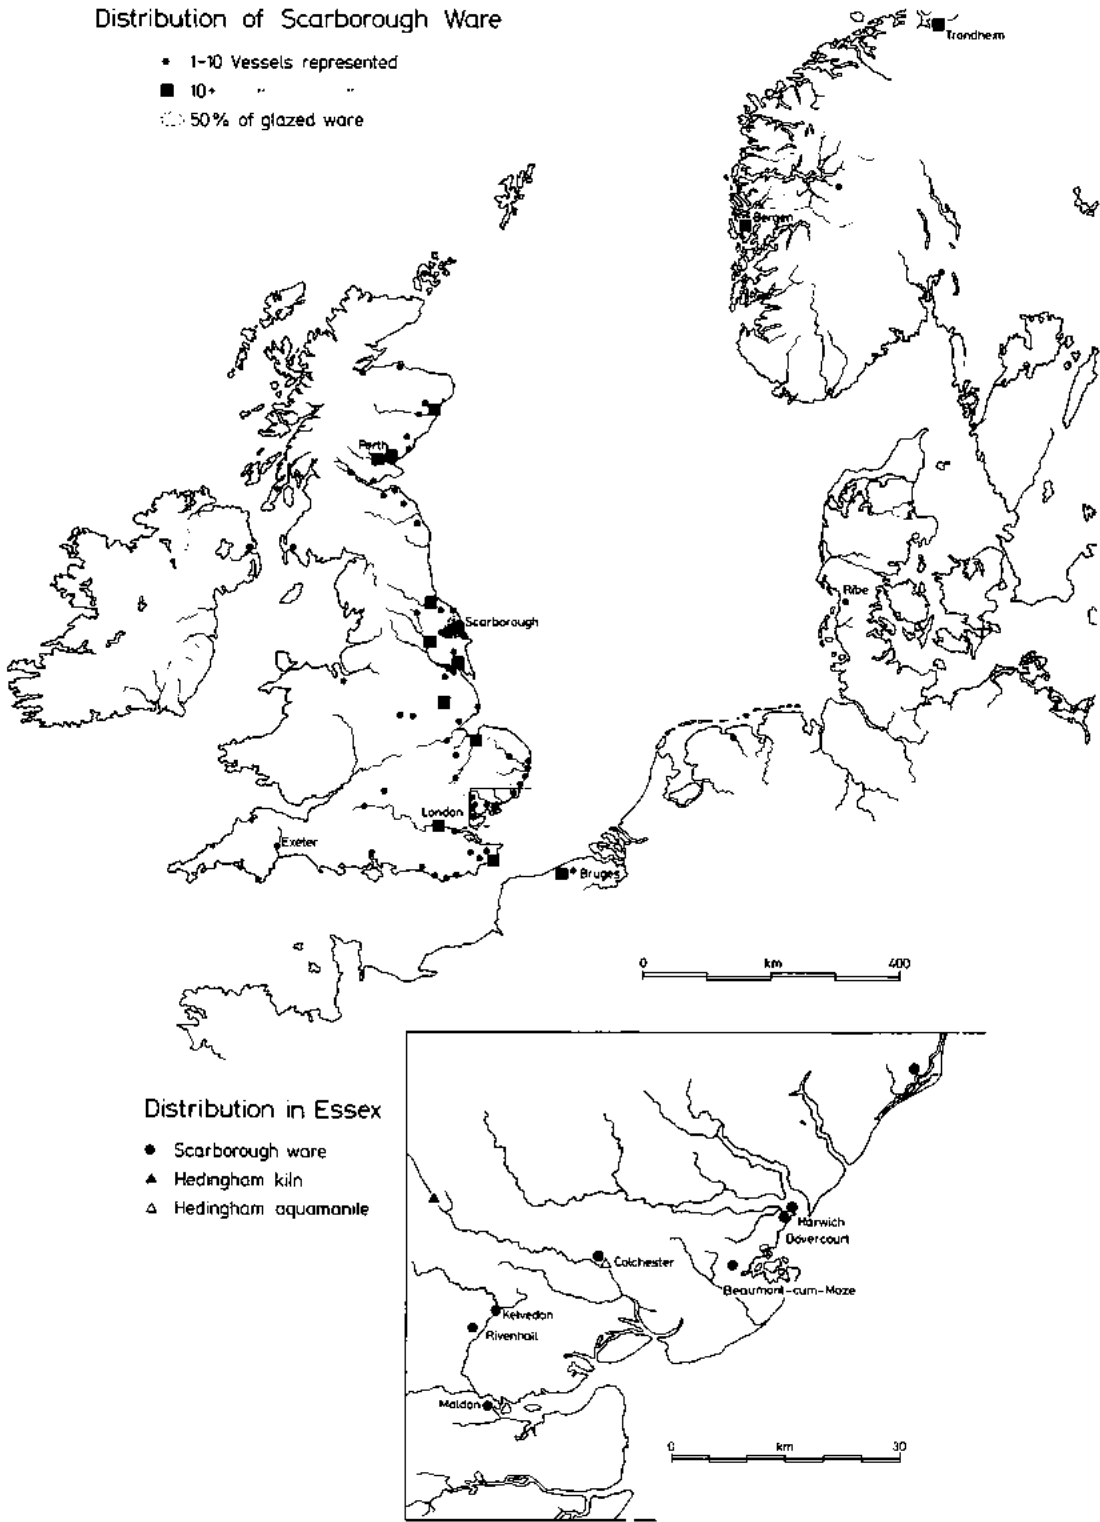 Distribution of Scarborough Ware
1-10 Vessels represented
10+ " "
50% of glazed ware
Trondheim
Bergen
Perth
Scarborough
Ribe
London
Exeter
Bruges
0 km 400
Distribution in Essex
Scarborough ware
Hedingham kiln
Hedingham aquamanile
Harwich
Dovercourt
Colchester
Beaumont-cum-Moze
Kelvedon
Rivenhall
Maldon
0 km 30